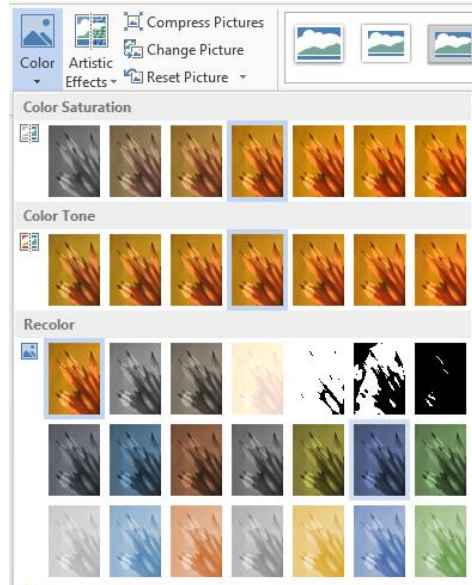 Compress Pictures
Change Picture
Color
Artistic
Effects
Reset Picture
Color Saturation
Color Tone
Recolor